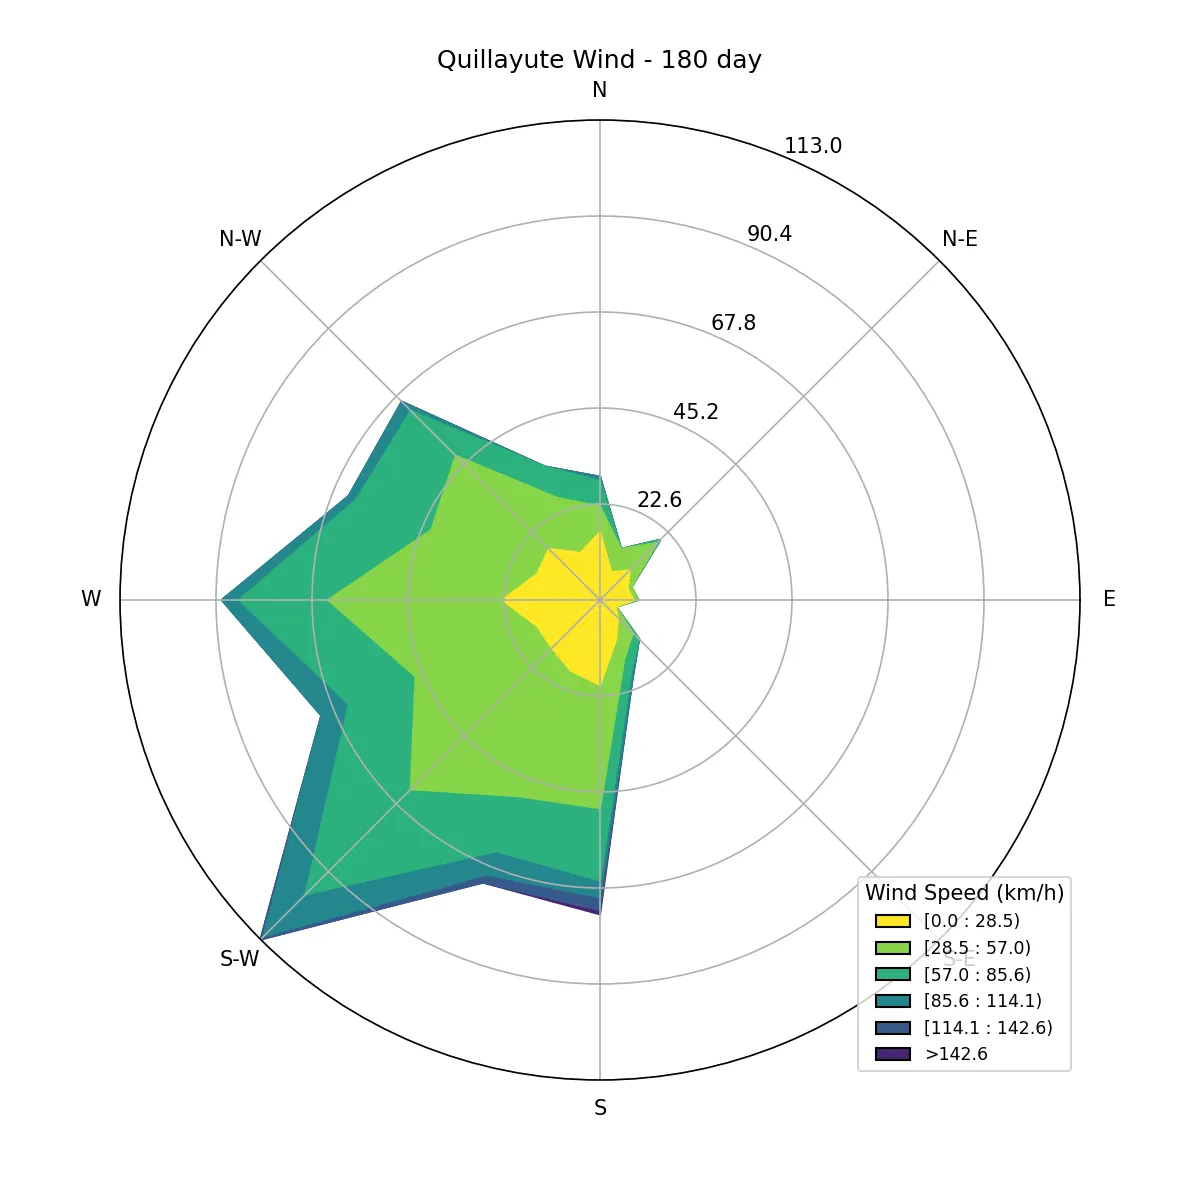 Quillayute Wind - 180 day
N
113.0
N-W
90.4
N-E
67.8
45.2
22.6
W
E
Wind Speed (km/h)
[0.0 : 28.5)
[28.5 : 57.0)
S-W
S-E
[57.0 : 85.6)
[85.6 : 114.1)
[114.1 : 142.6)
>142.6
S